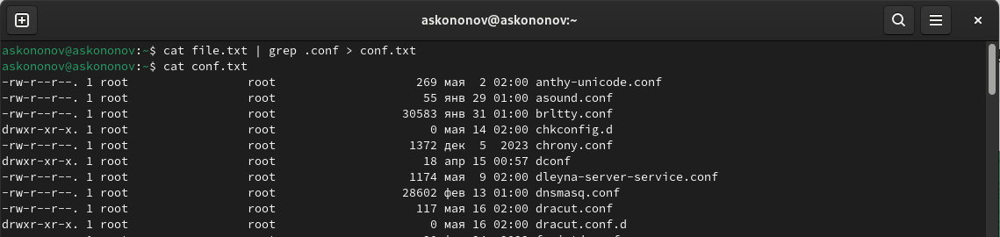 askononov@askononov:~
askononov@askononov:~$ cat file.txt | grep .conf > conf.txt
askononov@askononov:~$ cat conf.txt
-rw-r--r--. 1 root root 269 мая 2 02:00 anthy-unicode.conf
-rw-r--r--. 1 root root 55 янв 29 01:00 asound.conf
-rw-r--r--. 1 root root 30583 янв 31 01:00 brltty.conf
drwxr-xr-x. 1 root root 0 мая 14 02:00 chkconfig.d
-rw-r--r--. 1 root root 1372 дек 5 2023 chrony.conf
drwxr-xr-x. 1 root root 18 апр 15 00:57 dconf
-rw-r--r--. 1 root root 1174 мая 9 02:00 dleyna-server-service.conf
-rw-r--r--. 1 root root 28602 фев 13 01:00 dnsmasq.conf
-rw-r--r--. 1 root root 117 мая 16 02:00 dracut.conf
drwxr-xr-x. 1 root root 0 мая 16 02:00 dracut.conf.d